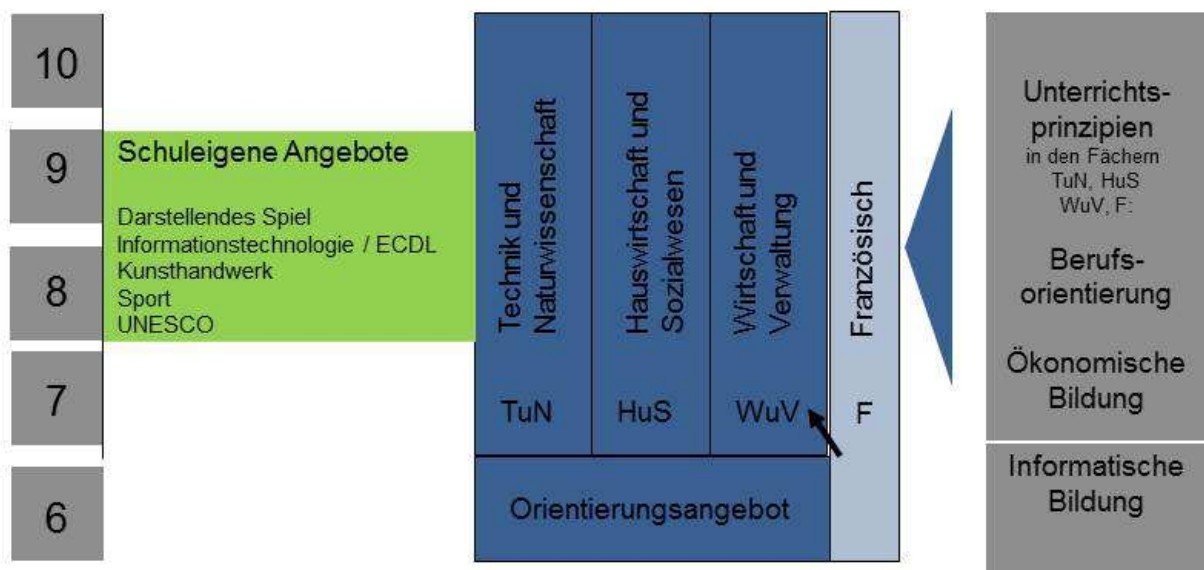 10
9
8
7
6
Schuleigene Angebote
Darstellendes Spiel
Informationstechnologie / ECDL
Kunsthandwerk
Sport
UNESCO
Technik und
Naturwissenschaft
TuN
Hauswirtschaft und
Sozialwesen
HuS
Wirtschaft und
Verwaltung
WuV
Französisch
F
Orientierungsangebot
Unterrichts-
prinzipien
in den Fächern
TuN, HuS
WuV, F:
Berufs-
orientierung
Ökonomische
Bildung
Informatische
Bildung